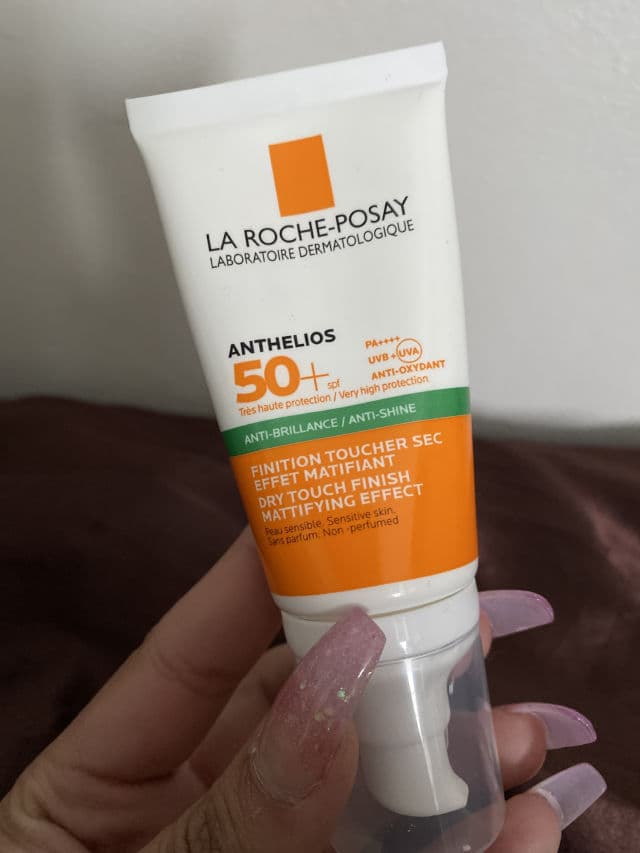 LA ROCHE-POSAY
LABORATOIRE DERMATOLOGIQUE
ANTHELIOS
50+ spf
PA++++
UVB + UVA
ANTI-OXYDANT
Très haute protection / Very high protection
ANTI-BRILLANCE / ANTI-SHINE
FINITION TOUCHER SEC
EFFET MATIFIANT
DRY TOUCH FINISH
MATTIFYING EFFECT
Peau sensible. Sensitive skin.
Sans parfum. Non-perfumed